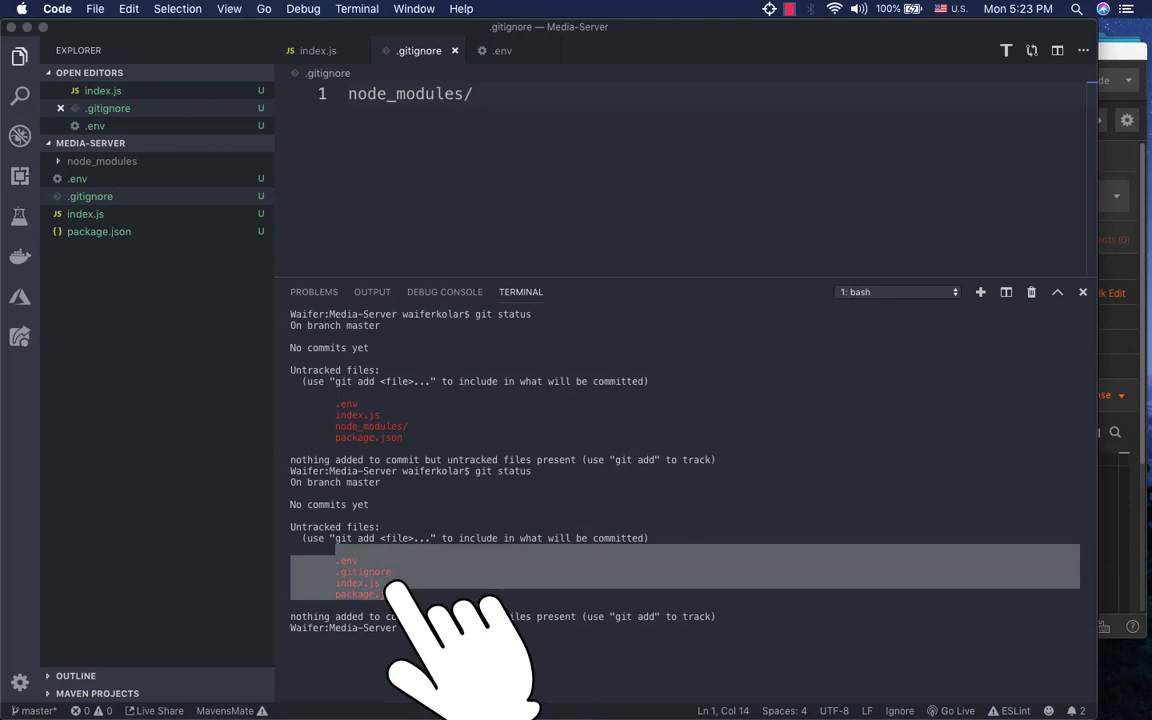 Code File Edit Selection View Go Debug Terminal Window Help 100% U.S. Mon 5:23 PM
.gitignore — Media-Server
EXPLORER
index.js
.gitignore
.env
OPEN EDITORS
index.js U
.gitignore U
.env U
MEDIA-SERVER
node_modules
.env U
.gitignore U
index.js U
package.json U
OUTLINE
MAVEN PROJECTS
.gitignore
1 node_modules/
PROBLEMS OUTPUT DEBUG CONSOLE TERMINAL 1: bash
Waifer:Media-Server waiferkolar$ git status
On branch master
No commits yet
Untracked files:
(use "git add <file>..." to include in what will be committed)
.env
index.js
node_modules/
package.json
nothing added to commit but untracked files present (use "git add" to track)
Waifer:Media-Server waiferkolar$ git status
On branch master
No commits yet
Untracked files:
(use "git add <file>..." to include in what will be committed)
.env
.gitignore
index.js
nothing added to files present (use "git add" to track)
Waifer:Media-Server
master* 0 0 Live Share MavensMate Ln 1, Col 14 Spaces: 4 UTF-8 LF Ignore Go Live ESLint 2